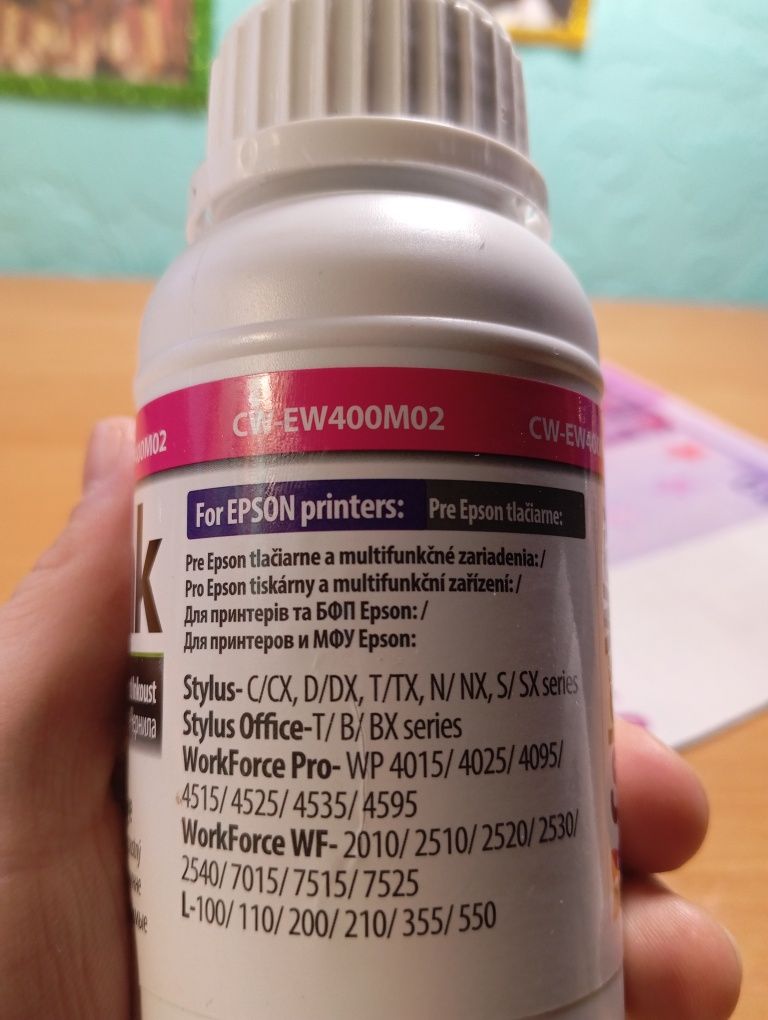 CW-EW400M02
For EPSON printers: Pre Epson tlačiarne:
Pre Epson tlačiarne a multifunkčné zariadenia:/
Pro Epson tiskárny a multifunkční zařízení:/
Для принтерів та БФП Epson:/
Для принтеров и МФУ Epson:
Stylus- C/CX, D/DX, T/TX, N/ NX, S/ SX series
Stylus Office-T/ B/ BX series
WorkForce Pro- WP 4015/ 4025/ 4095/
4515/ 4525/ 4535/ 4595
WorkForce WF- 2010/ 2510/ 2520/ 2530/
2540/ 7015/ 7515/ 7525
L-100/ 110/ 200/ 210/ 355/ 550